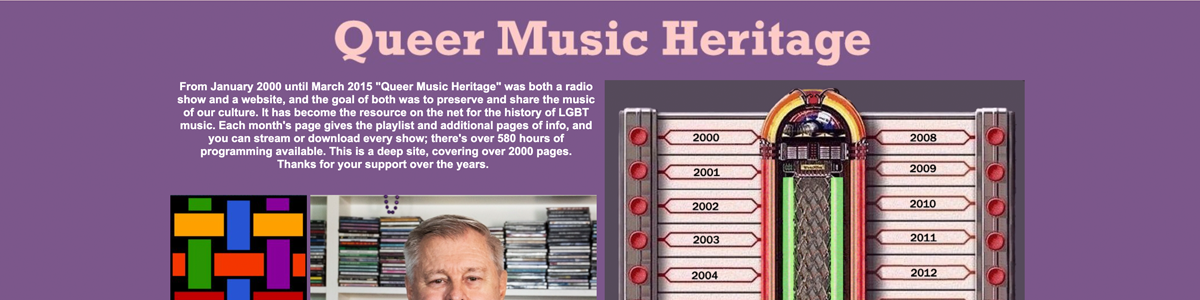 Queer Music Heritage
From January 2000 until March 2015 "Queer Music Heritage" was both a radio
show and a website, and the goal of both was to preserve and share the music
of our culture. It has become the resource on the net for the history of LGBT
music. Each month's page gives the playlist and additional pages of info, and
you can stream or download every show; there's over 580 hours of
programming available. This is a deep site, covering over 2000 pages.
Thanks for your support over the years.
2000
2001
2002
2003
2004
2008
2009
2010
2011
2012